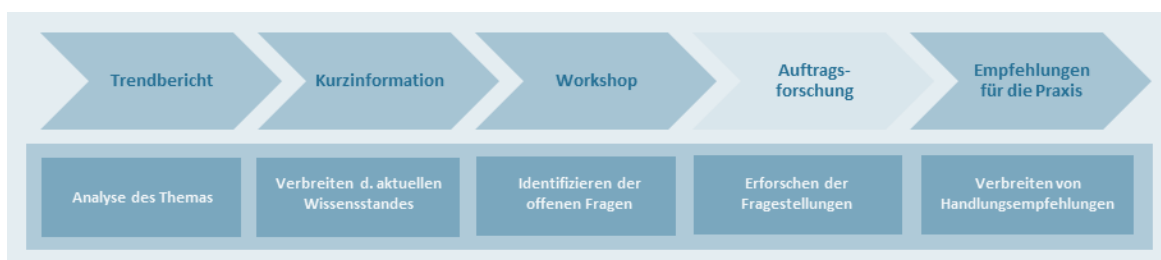 Trendbericht
Kurzinformation
Workshop
Auftrags-
forschung
Empfehlungen
für die Praxis
Analyse des Themas
Verbreiten d. aktuellen
Wissensstandes
Identifizieren der
offenen Fragen
Erforschen der
Fragestellungen
Verbreiten von
Handlungsempfehlungen